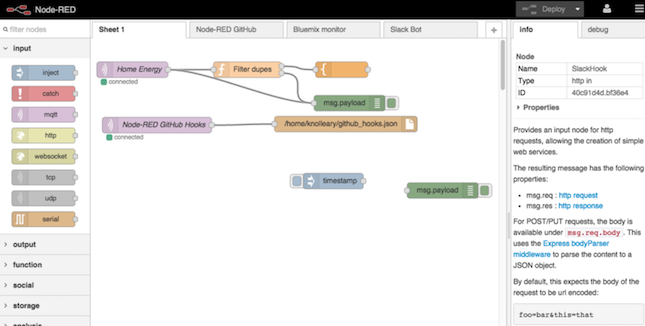 Node-RED
Deploy
filter nodes
Sheet 1
Node-RED GitHub
Bluemix monitor
Slack Bot
+
info
debug
input
inject
catch
mqtt
http
websocket
tcp
udp
serial
output
function
social
storage
analysis
Home Energy
connected
Filter dupes
{
msg.payload
Node-RED GitHub Hooks
connected
/home/knolleary/github_hooks.json
timestamp
msg.payload
Node
Name SlackHook
Type http in
ID 40c91d4d.bf36e4
Properties
Provides an input node for http
requests, allowing the creation of simple
web services.
The resulting message has the following
properties:
• msg.req : http request
• msg.res : http response
For POST/PUT requests, the body is
available under msg.req.body. This
uses the Express bodyParser
middleware to parse the content to a
JSON object.
By default, this expects the body of the
request to be url encoded:
foo=bar&this=that